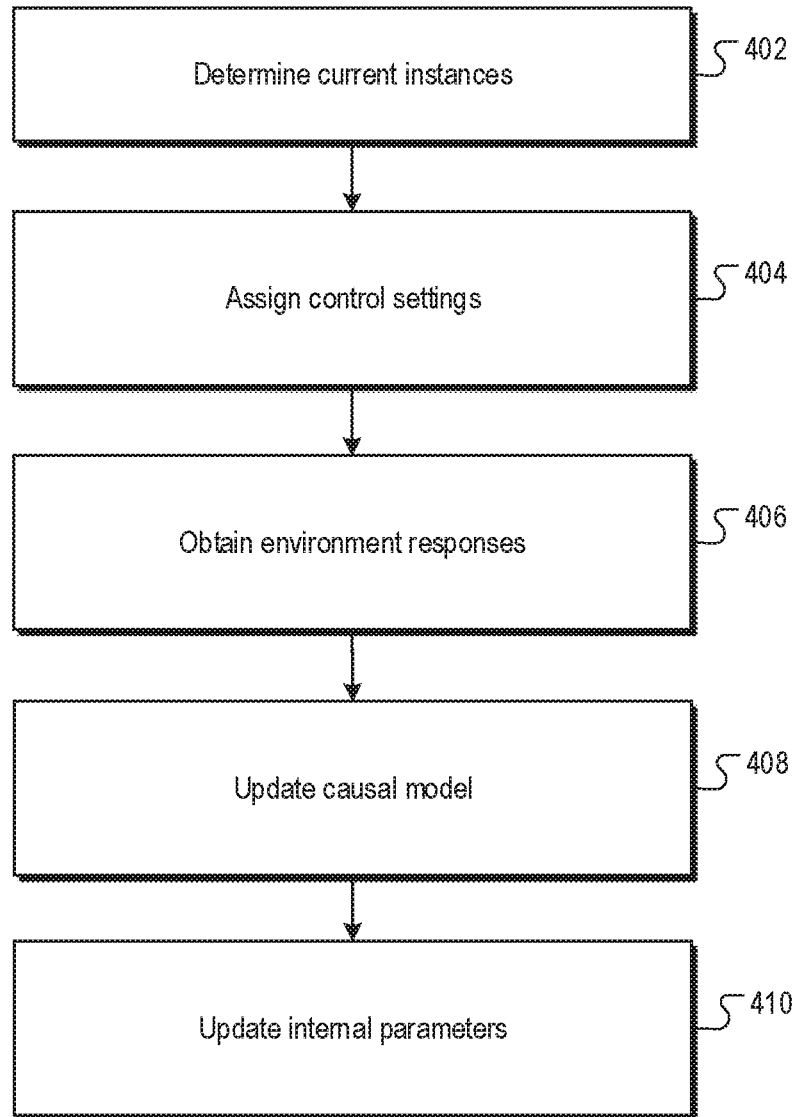 Determine current instances
402
Assign control settings
404
Obtain environment responses
406
Update causal model
408
Update internal parameters
410